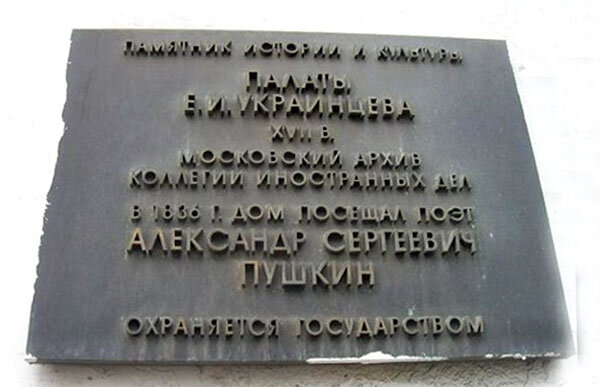 ПАМЯТНИК ИСТОРИИ И КУЛЬТУРЫ
ПАЛАТЫ
Е.И.УКРАИНЦЕВА
XVII В.
МОСКОВСКИЙ АРХИВ
КОЛЛЕГИИ ИНОСТРАННЫХ ДЕЛ
В 1836 Г. ДОМ ПОСЕЩАЛ ПОЭТ
АЛЕКСАНДР СЕРГЕЕВИЧ
ПУШКИН
ОХРАНЯЕТСЯ ГОСУДАРСТВОМ